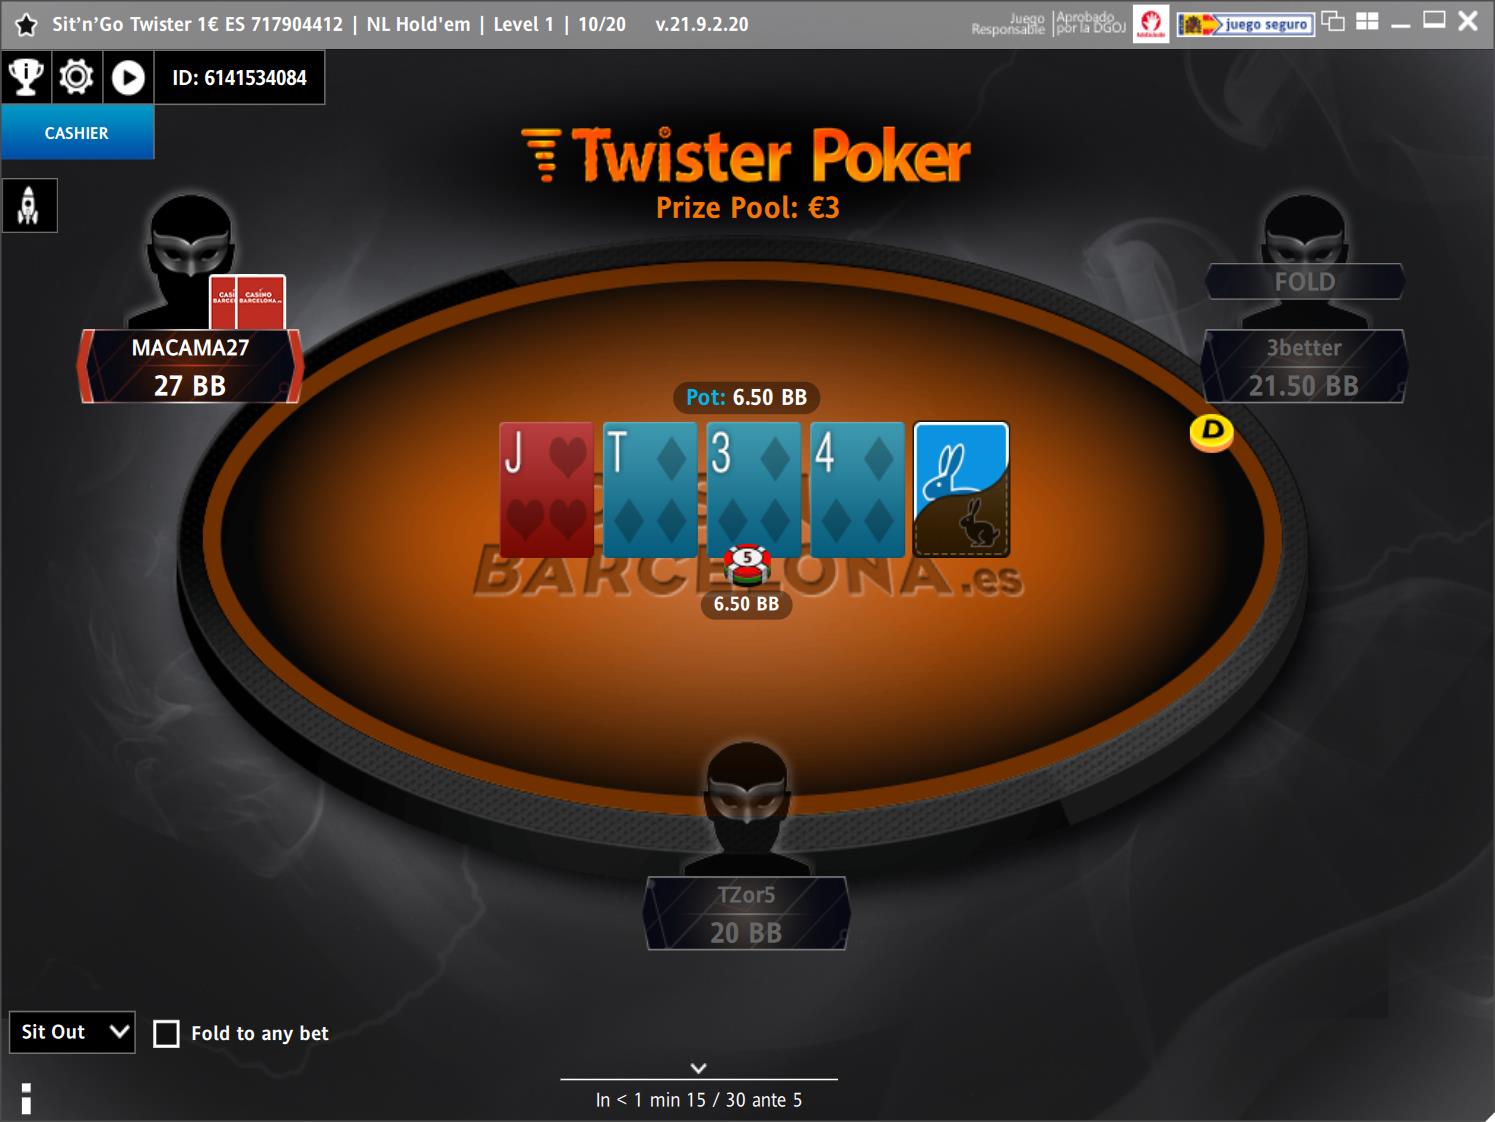 Sit’n’Go Twister 1€ ES 717904412 | NL Hold'em | Level 1 | 10/20 v.21.9.2.20
Juego Responsable
Aprobado por la DGOJ
juego seguro
ID: 6141534084
CASHIER
Twister Poker
Prize Pool: €3
CASINO
BARCELONA.es
MACAMA27
27 BB
FOLD
3better
21.50 BB
D
Pot: 6.50 BB
J T 3 4
BARCELONA.es
5
6.50 BB
TZor5
20 BB
Sit Out
Fold to any bet
In < 1 min 15 / 30 ante 5